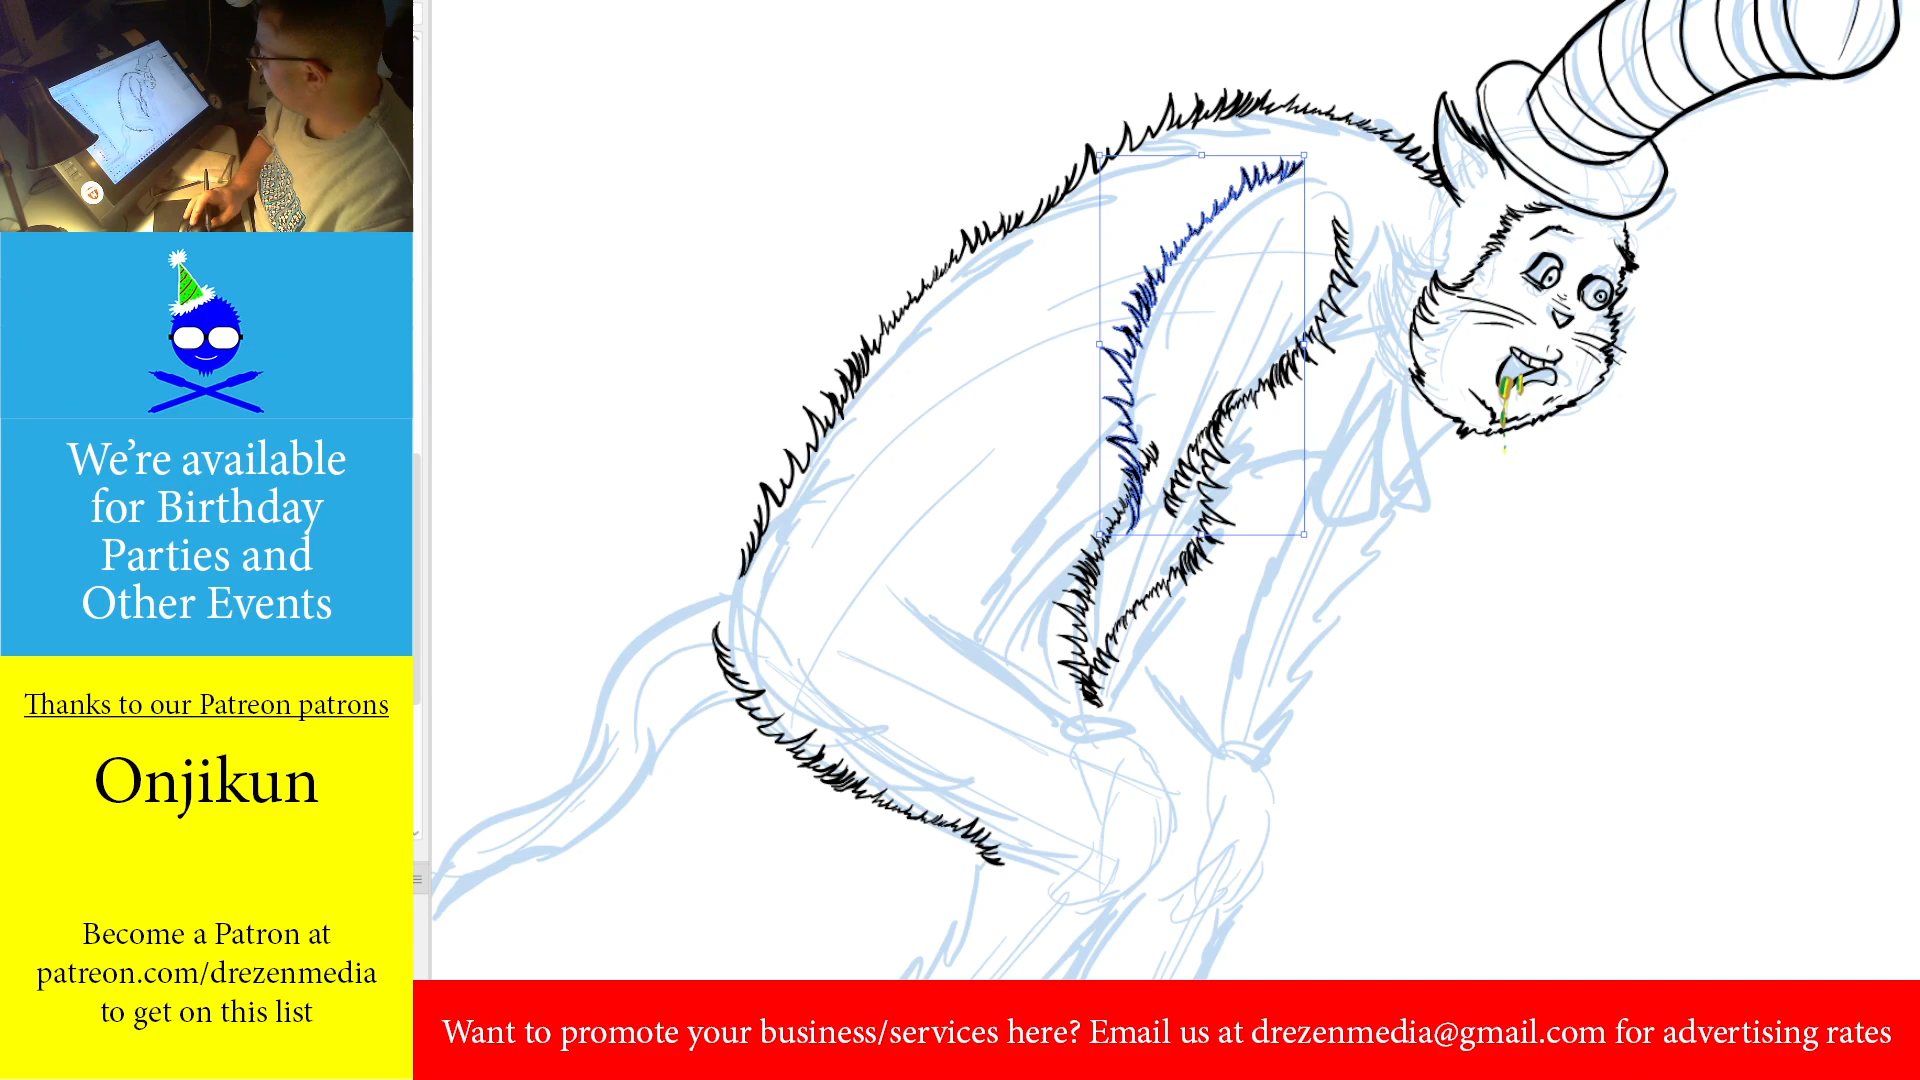 We're available
for Birthday
Parties and
Other Events
Thanks to our Patreon patrons
Onjikun
Become a Patron at
patreon.com/drezenmedia
to get on this list
Want to promote your business/services here? Email us at drezenmedia@gmail.com for advertising rates